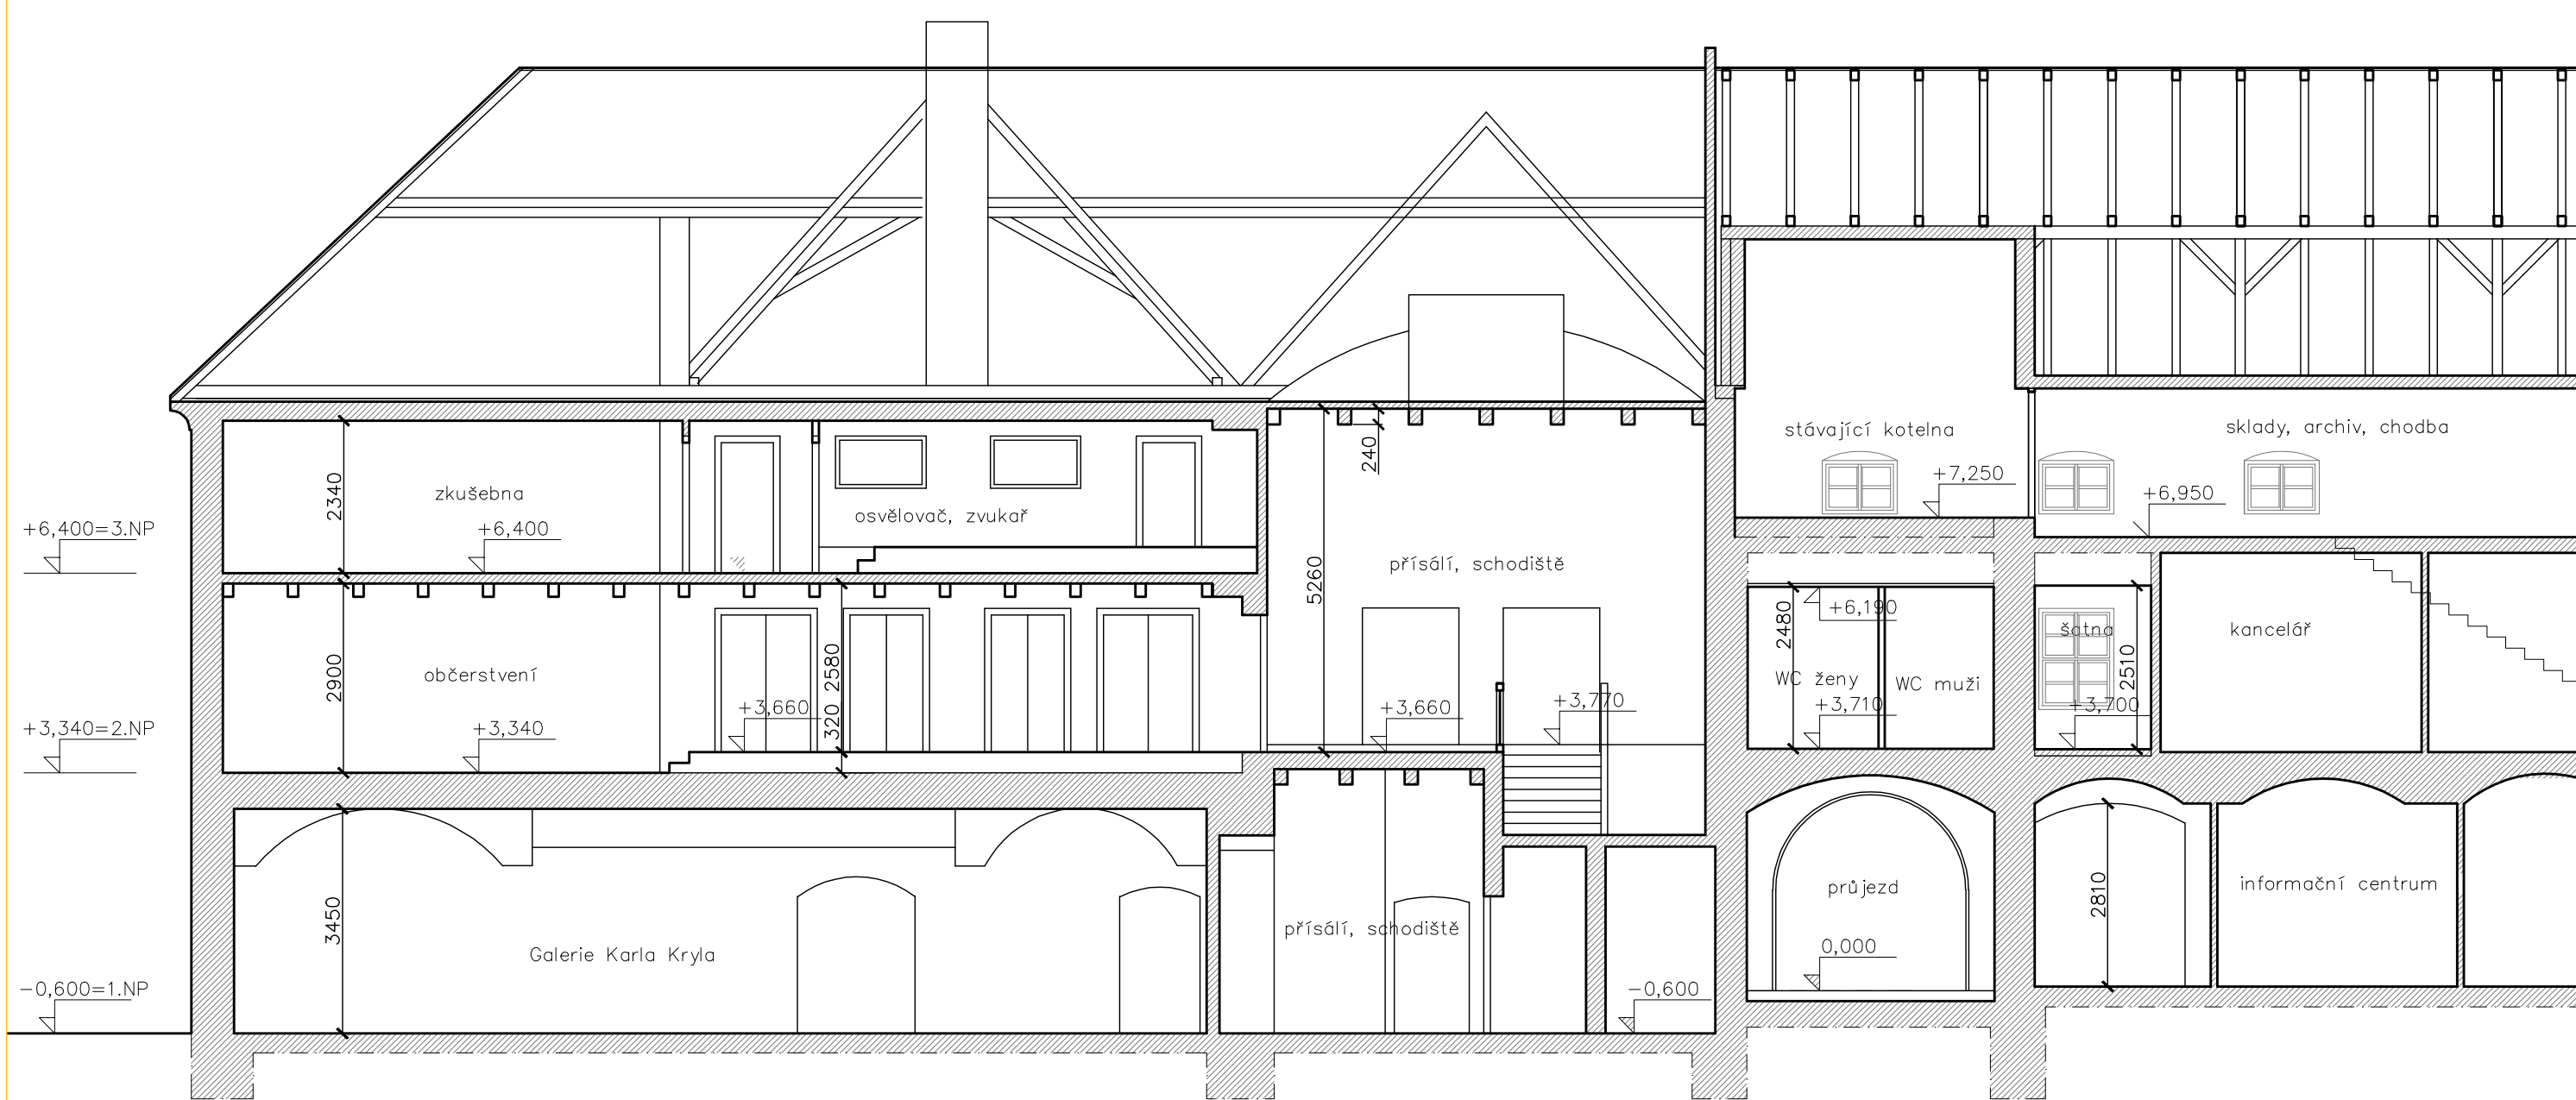 240
stávající kotelna
sklady, archiv, chodba
+7,250
+6,950
2340
zkušebna
osvělovač, zvukař
+6,400=3.NP
+6,400
přísálí, schodiště
5260
2480
+6,190
šatna
kancelář
2900
občerstvení
2580
320
WC ženy
WC muži
2510
+3,340=2.NP
+3,340
+3,660
+3,660
+3,770
+3,710
+3,700
3450
Galerie Karla Kryla
přísálí, schodiště
průjezd
2810
informační centrum
0,000
-0,600=1.NP
-0,600